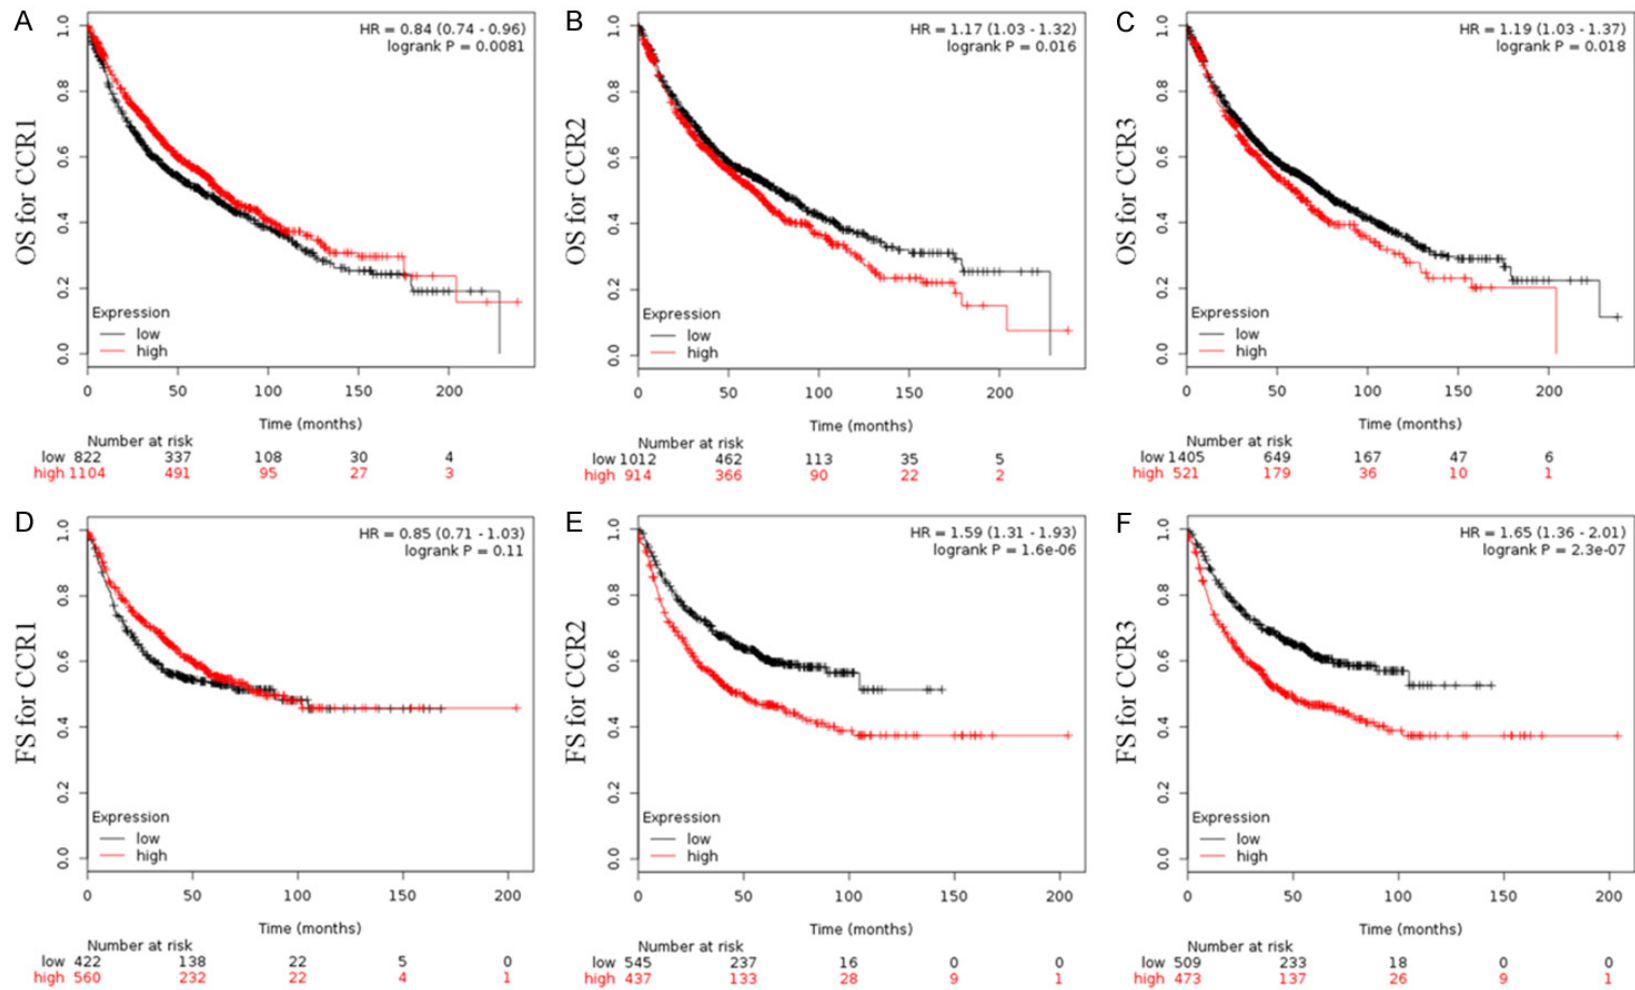 A
OS for CCR1
HR = 0.84 (0.74 - 0.96)
logrank P = 0.0081
1.0
0.8
0.6
0.4
0.2
0.0
Expression
low
high
0 50 100 150 200
Time (months)
Number at risk
low 822 337 108 30 4
high 1104 491 95 27 3
B
OS for CCR2
HR = 1.17 (1.03 - 1.32)
logrank P = 0.016
1.0
0.8
0.6
0.4
0.2
0.0
Expression
low
high
0 50 100 150 200
Time (months)
Number at risk
low 1012 462 113 35 5
high 914 366 90 22 2
C
OS for CCR3
HR = 1.19 (1.03 - 1.37)
logrank P = 0.018
1.0
0.8
0.6
0.4
0.2
0.0
Expression
low
high
0 50 100 150 200
Time (months)
Number at risk
low 1405 649 167 47 6
high 521 179 36 10 1
D
FS for CCR1
HR = 0.85 (0.71 - 1.03)
logrank P = 0.11
1.0
0.8
0.6
0.4
0.2
0.0
Expression
low
high
0 50 100 150 200
Time (months)
Number at risk
low 422 138 22 5 0
high 560 232 22 4 1
E
FS for CCR2
HR = 1.59 (1.31 - 1.93)
logrank P = 1.6e-06
1.0
0.8
0.6
0.4
0.2
0.0
Expression
low
high
0 50 100 150 200
Time (months)
Number at risk
low 545 237 16 0 0
high 437 133 28 9 1
F
FS for CCR3
HR = 1.65 (1.36 - 2.01)
logrank P = 2.3e-07
1.0
0.8
0.6
0.4
0.2
0.0
Expression
low
high
0 50 100 150 200
Time (months)
Number at risk
low 509 233 18 0 0
high 473 137 26 9 1